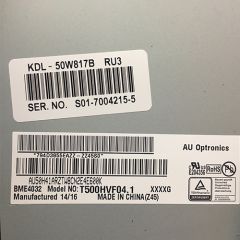 KDL - 50W817B RU3
SER. NO. S01-7004215-5
AU Optronics
BME4032 MODEL NO: T500HVF04.1 XXXXG
Manufactured 14/16 MADE IN CHINA(Z45)